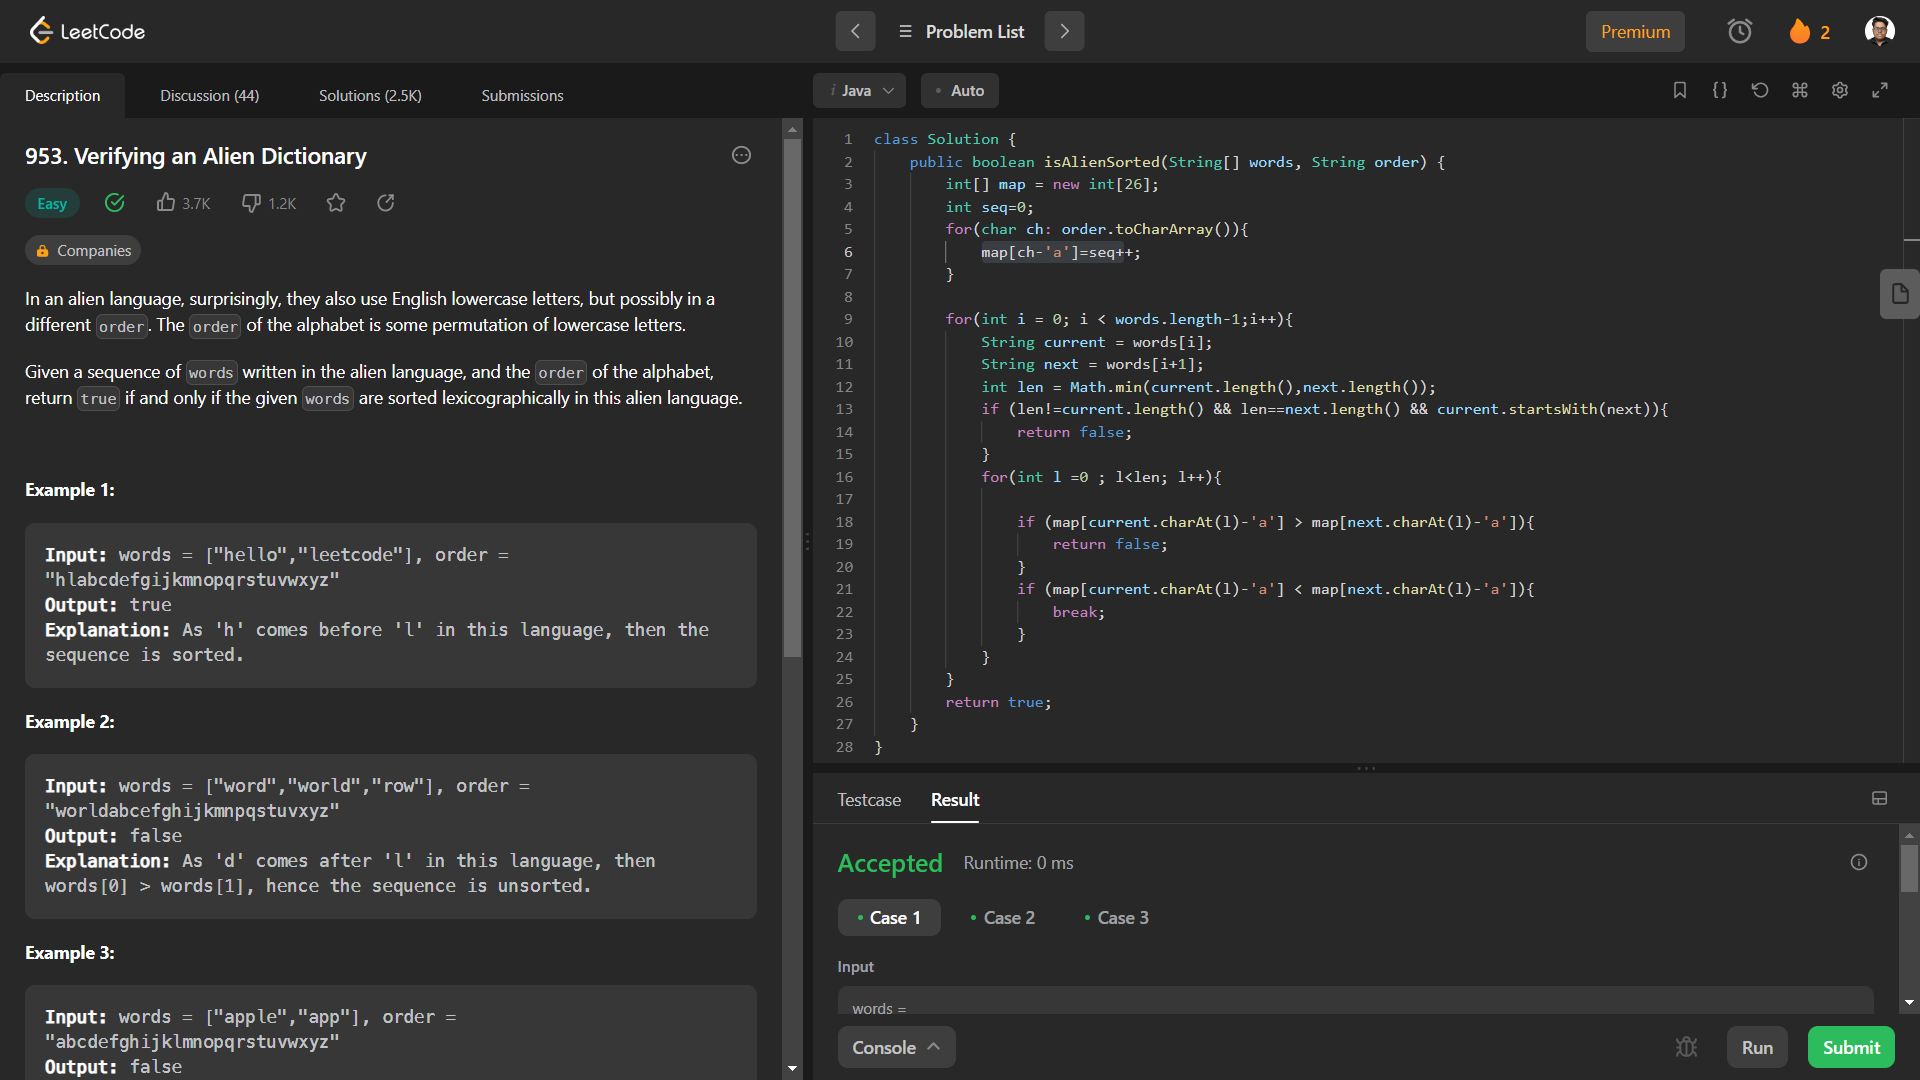 LeetCode
Problem List
Premium
2
Description
Discussion (44)
Solutions (2.5K)
Submissions
953. Verifying an Alien Dictionary
Easy
3.7K
1.2K
Companies
In an alien language, surprisingly, they also use English lowercase letters, but possibly in a
different order. The order of the alphabet is some permutation of lowercase letters.
Given a sequence of words written in the alien language, and the order of the alphabet,
return true if and only if the given words are sorted lexicographically in this alien language.
Example 1:
Input: words = ["hello","leetcode"], order =
"hlabcdefgijkmnopqrstuvwxyz"
Output: true
Explanation: As 'h' comes before 'l' in this language, then the
sequence is sorted.
Example 2:
Input: words = ["word","world","row"], order =
"worldabcefghijkmnpqstuvxyz"
Output: false
Explanation: As 'd' comes after 'l' in this language, then
words[0] > words[1], hence the sequence is unsorted.
Example 3:
Input: words = ["apple","app"], order =
"abcdefghijklmnopqrstuvwxyz"
Output: false
i Java
Auto
1 class Solution {
2 public boolean isAlienSorted(String[] words, String order) {
3 int[] map = new int[26];
4 int seq=0;
5 for(char ch: order.toCharArray()){
6 map[ch-'a']=seq++;
7 }
8
9 for(int i = 0; i < words.length-1;i++){
10 String current = words[i];
11 String next = words[i+1];
12 int len = Math.min(current.length(),next.length());
13 if (len!=current.length() && len==next.length() && current.startsWith(next)){
14 return false;
15 }
16 for(int l =0 ; l<len; l++){
17
18 if (map[current.charAt(l)-'a'] > map[next.charAt(l)-'a']){
19 return false;
20 }
21 if (map[current.charAt(l)-'a'] < map[next.charAt(l)-'a']){
22 break;
23 }
24 }
25 }
26 return true;
27 }
28 }
Testcase
Result
Accepted
Runtime: 0 ms
Case 1
Case 2
Case 3
Input
words =
Console
Run
Submit